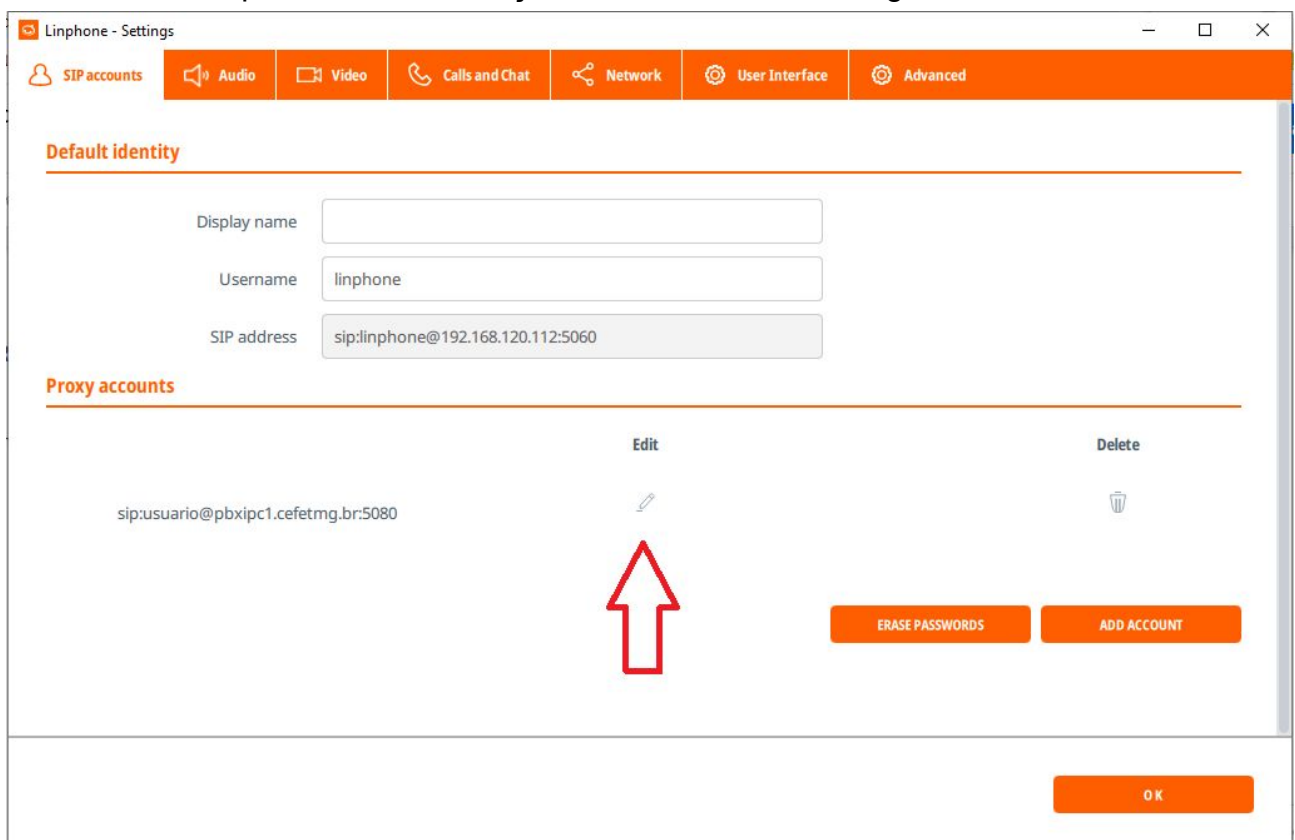 Linphone - Settings
SIP accounts Audio Video Calls and Chat Network User Interface Advanced
Default identity
Display name
Username linphone
SIP address sip:linphone@192.168.120.112:5060
Proxy accounts
Edit Delete
sip:usuario@pbxipc1.cefetmg.br:5080
ERASE PASSWORDS ADD ACCOUNT
OK